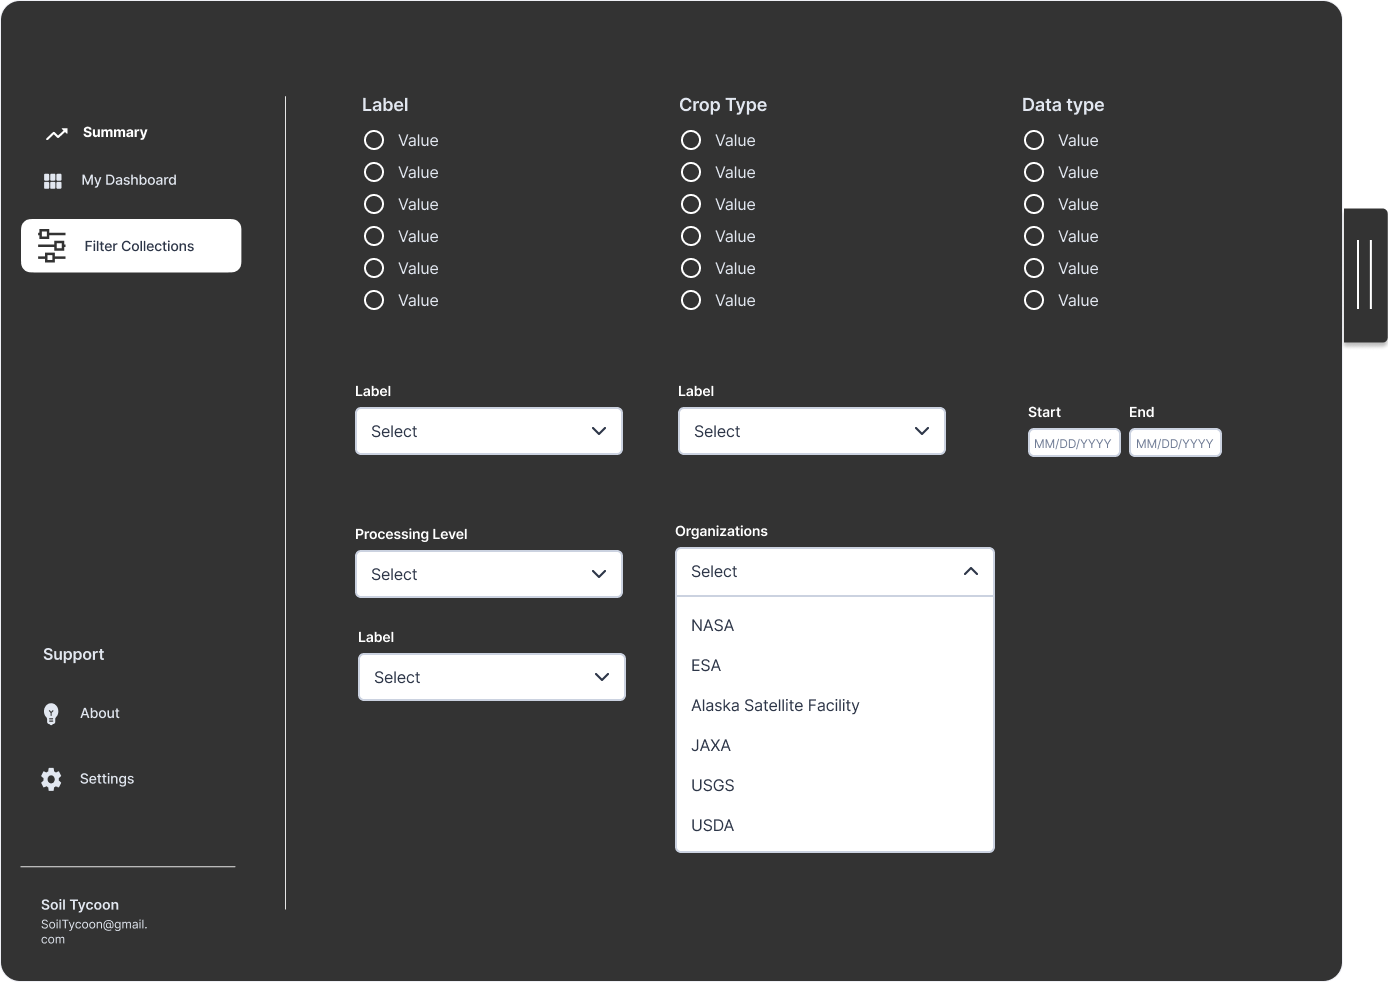 Summary
My Dashboard
Filter Collections
Support
About
Settings
Soil Tycoon
SoilTycoon@gmail.
com
Label
Value
Value
Value
Value
Value
Value
Crop Type
Value
Value
Value
Value
Value
Value
Data type
Value
Value
Value
Value
Value
Value
Label
Select
Label
Select
Start
MM/DD/YYYY
End
MM/DD/YYYY
Processing Level
Select
Label
Select
Organizations
Select
NASA
ESA
Alaska Satellite Facility
JAXA
USGS
USDA